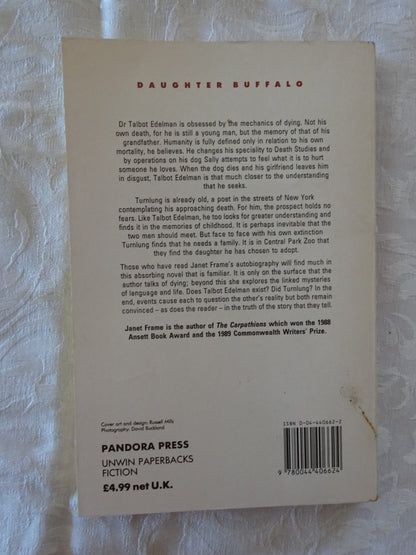 DAUGHTER BUFFALO
Dr Talbot Edelman is obsessed by the mechanics of dying. Not his
own death, for he is still a young man, but the memory of that of his
grandfather. Humanity is fully defined only in relation to his own
mortality, he believes. He changes his speciality to Death Studies and
by operations on dog Sally attempts to feel what it is to hurt
someone he loves. When the dog dies and his girlfriend leaves him
in disgust, Talbot Edelman is that much closer to the understanding
that he seeks.
Turnlung is already old, a poet in the streets of New York
contemplating his approaching death. For him, the prospect holds no
fears. Like Talbot Edelman, he too looks for greater understanding and
finds it in the memories of childhood. It is perhaps inevitable that the
two men should meet. But face to face with his own extinction
Turnlung finds that he needs a family. It is in Central Park Zoo that
they find the daughter he has chosen to adopt.
Those who have read Janet Frame's autobiography will find much in
this absorbing novel that is familiar. It is only on the surface that the
author talks of dying; beyond this she explores the linked mysteries
of language and life. Does Talbot Edelman exist? Did Turnlung? In the
end, events cause each to question the other's reality but both remain
convinced – as does the reader – in the truth of the story that they tell.
Janet Frame is the author of The Carpathians which won the 1988
Ansett Book Award and the 1989 Commonwealth Writers' Prize.
Cover art and design: Russell Mills
Photography: David Buckland
PANDORA PRESS
UNWIN PAPERBACKS
FICTION
£4.99 net U.K.
ISBN 0-04-440662-2
9 780044 406624